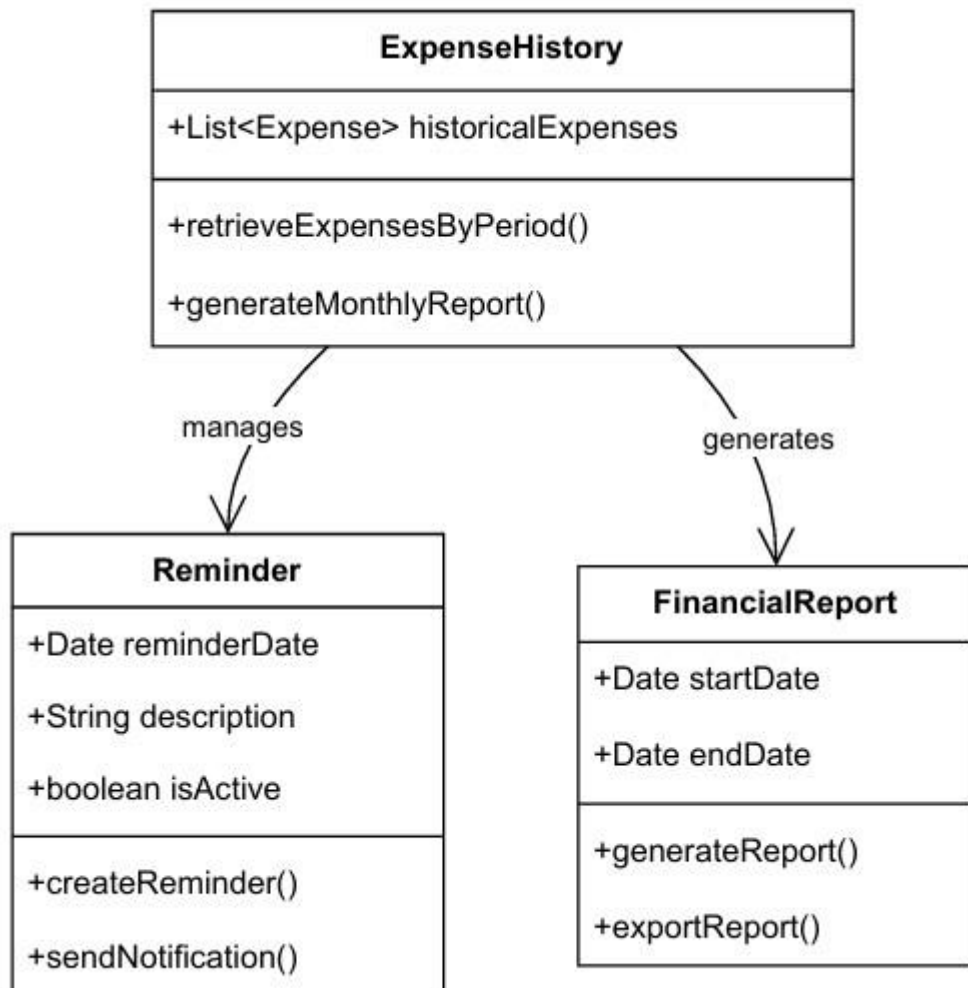 ExpenseHistory
+List<Expense> historicalExpenses
+retrieveExpensesByPeriod()
+generateMonthlyReport()
manages
generates
Reminder
+Date reminderDate
+String description
+boolean isActive
+createReminder()
+sendNotification()
FinancialReport
+Date startDate
+Date endDate
+generateReport()
+exportReport()